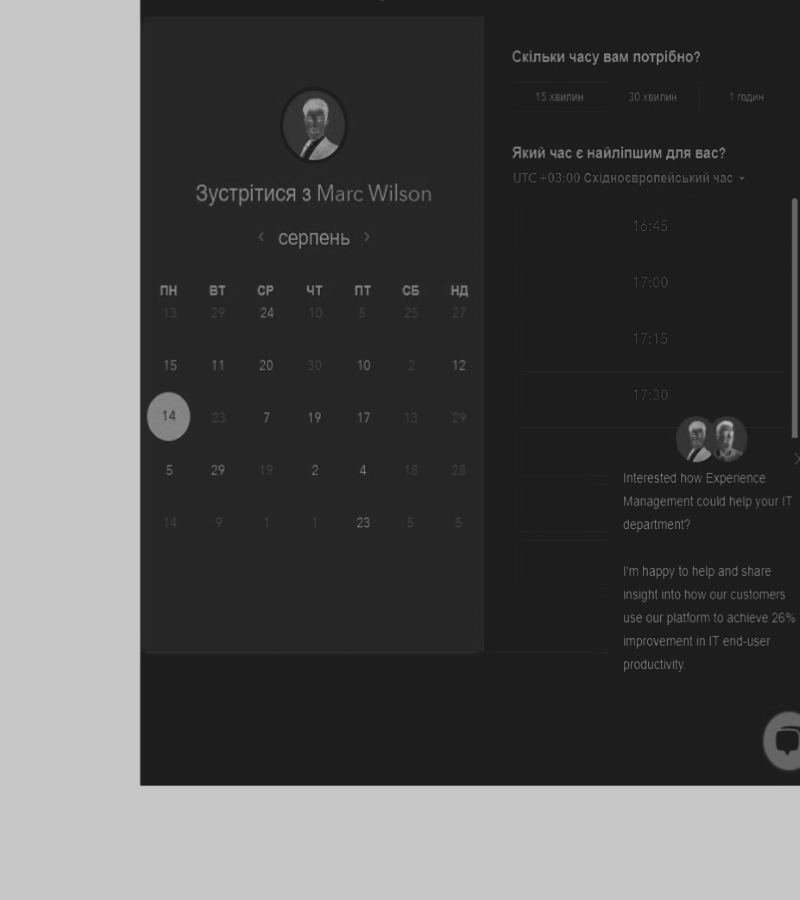 Зустрітися з Marc Wilson
‹ серпень ›
ПН ВТ СР ЧТ ПТ СБ НД
13 29 24 10 5 25 27
15 11 20 30 10 2 12
14 23 7 19 17 13 29
5 29 19 2 4 18 28
14 9 1 1 23 5 5
Скільки часу вам потрібно?
15 хвилин 30 хвилин 1 годин
Який час є найліпшим для вас?
UTC +03:00 Східноєвропейський час
16:45
17:00
17:15
17:30
Interested how Experience
Management could help your IT
department?
I'm happy to help and share
insight into how our customers
use our platform to achieve 26%
improvement in IT end-user
productivity.